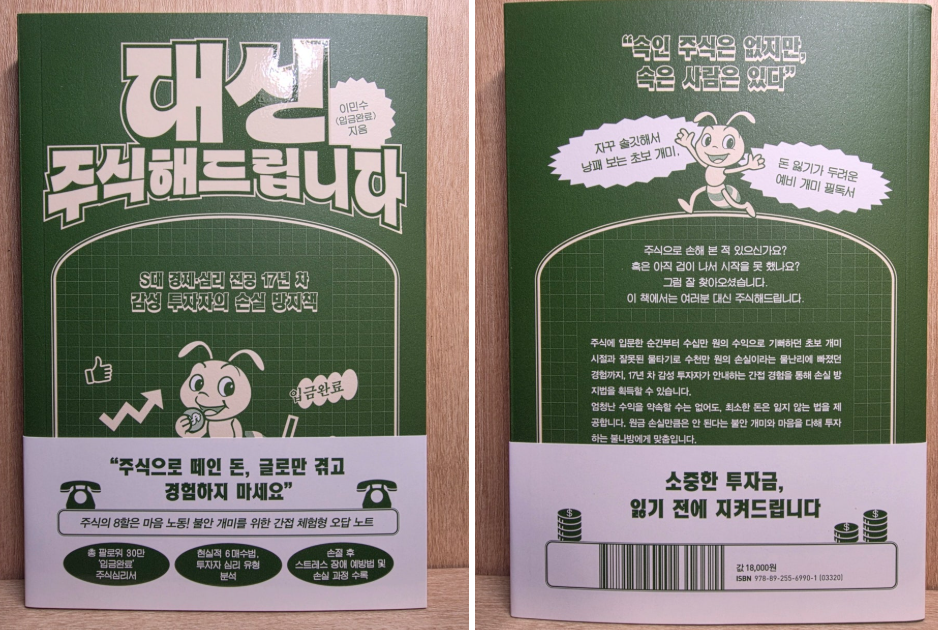 대신
주식해드립니다
이민수
(입금완료)
지음
S대 경제·심리 전공 17년 차
감성 투자자의 손실 방지책
입금완료
“주식으로 떼인 돈, 글로만 겪고
경험하지 마세요”
주식의 8할은 마음 노동! 불안 개미를 위한 간접 체험형 오답 노트
총 팔로워 30만
‘입금완료’
주식심리서
현실적 6매수법,
투자자 심리 유형
분석
손절 후
스트레스 장애 예방법 및
손실 과정 수록
“속인 주식은 없지만,
속은 사람은 있다”
자꾸 솔깃해서
낭패 보는 초보 개미,
돈 잃기가 두려운
예비 개미 필독서
주식으로 손해 본 적 있으신가요?
혹은 아직 겁이 나서 시작을 못 했나요?
그럼 잘 찾아오셨습니다.
이 책에서는 여러분 대신 주식해드립니다.
주식에 입문한 순간부터 수십만 원의 수익으로 기뻐하던 초보 개미
시절과 잘못된 물타기로 수천만 원의 손실이라는 물난리에 빠졌던
경험까지, 17년 차 감성 투자자가 안내하는 간접 경험을 통해 손실 방
지법을 획득할 수 있습니다.
엄청난 수익을 약속할 수는 없어도, 최소한 돈은 잃지 않는 법을 제
공합니다. 원금 손실만큼은 안 된다는 불안 개미와 마음을 다해 투자
하는 불나방에게 맞춤입니다.
소중한 투자금,
잃기 전에 지켜드립니다
값 18,000원
ISBN 978-89-255-6990-1 (03320)